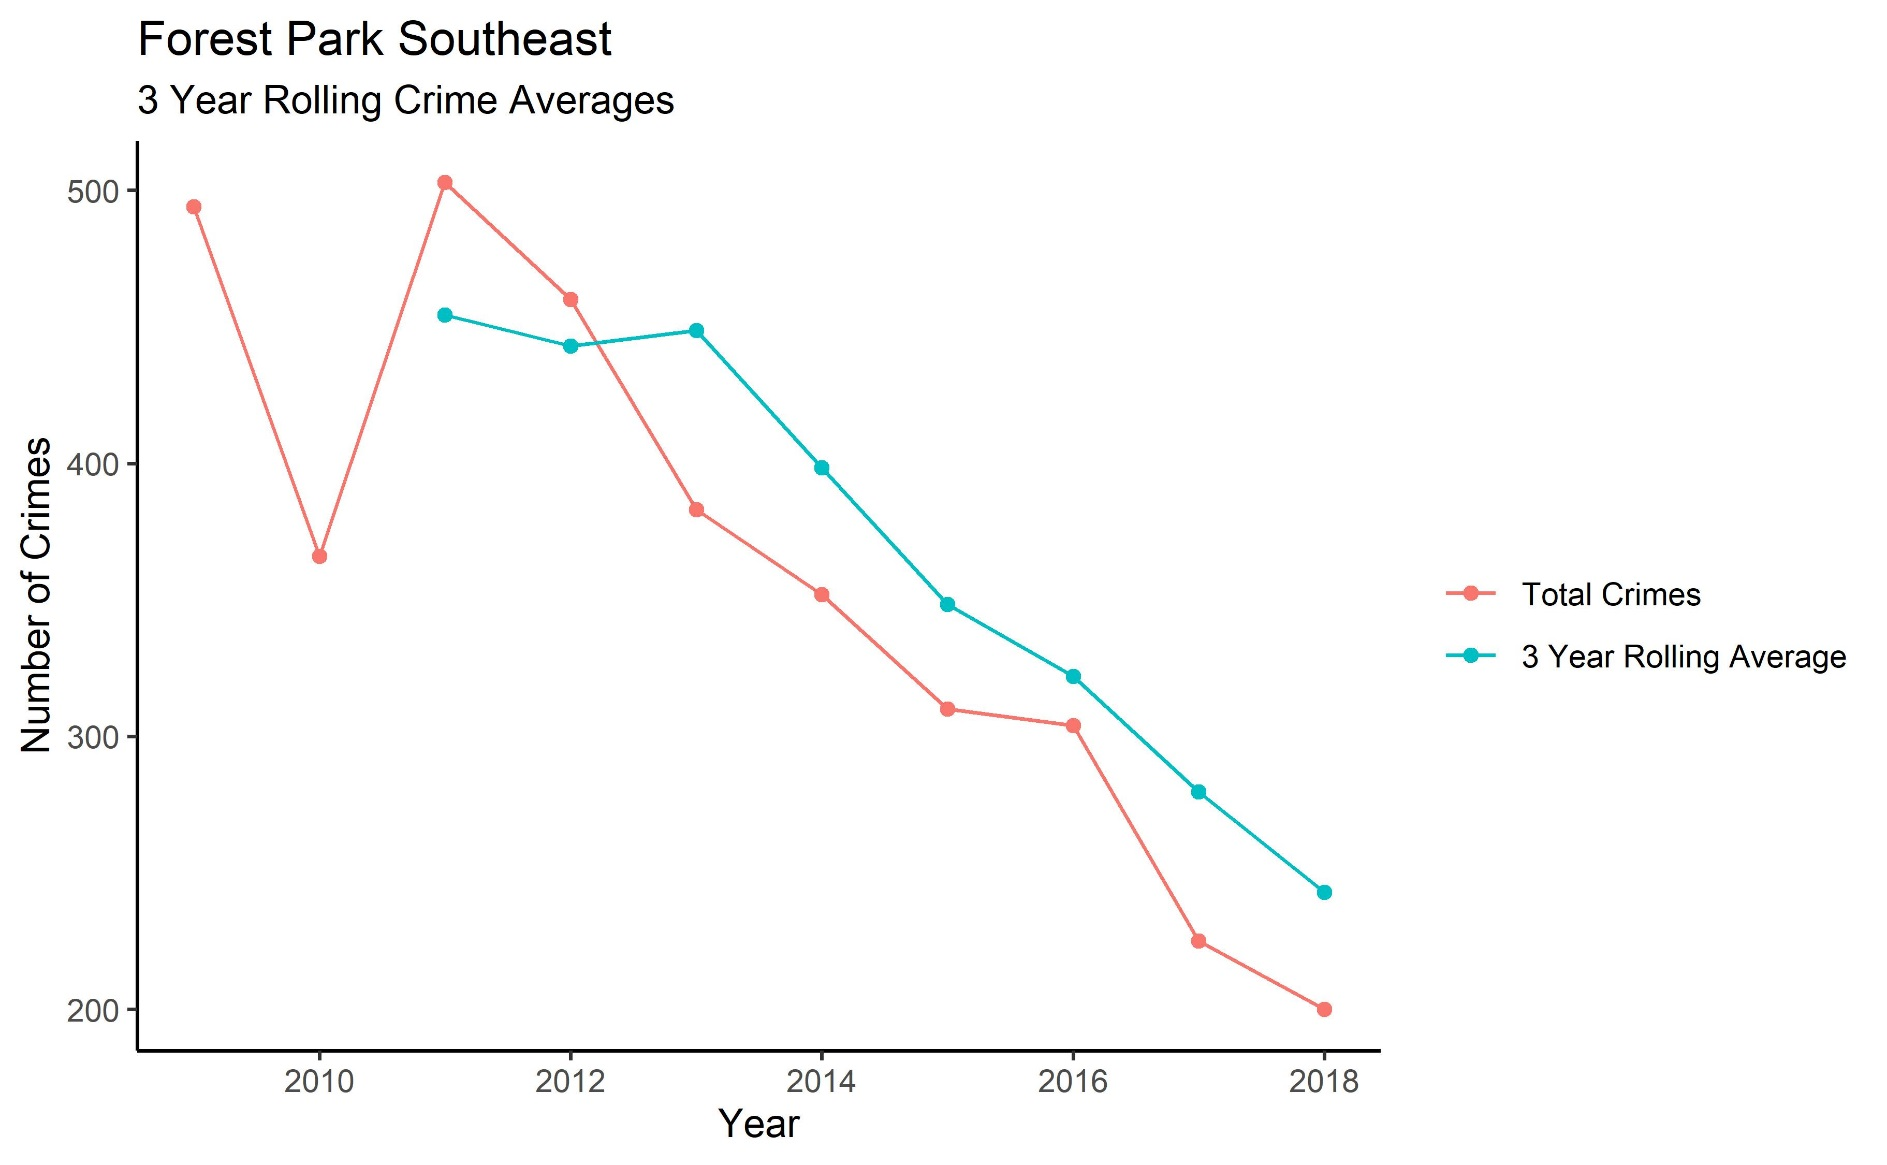 Forest Park Southeast
3 Year Rolling Crime Averages
Number of Crimes
500
400
300
200
2010 2012 2014 2016 2018
Year
Total Crimes
3 Year Rolling Average